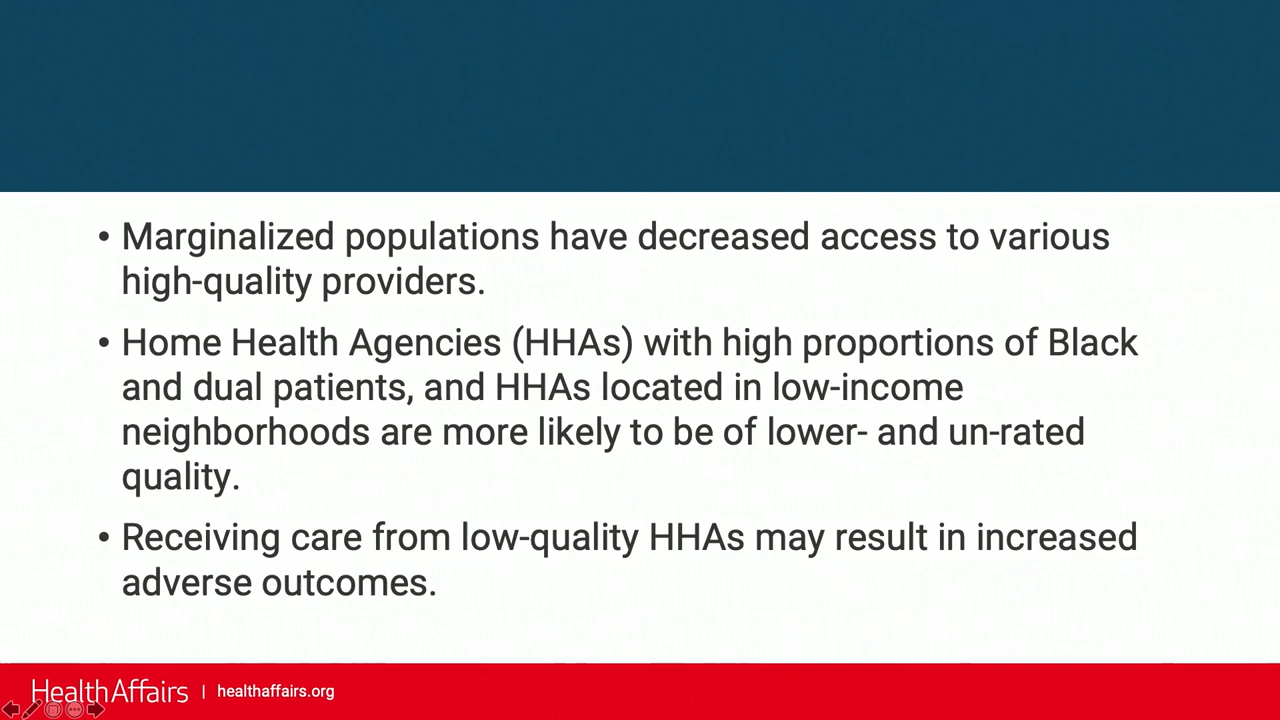 • Marginalized populations have decreased access to various
high-quality providers.
• Home Health Agencies (HHAs) with high proportions of Black
and dual patients, and HHAs located in low-income
neighborhoods are more likely to be of lower- and un-rated
quality.
• Receiving care from low-quality HHAs may result in increased
adverse outcomes.
HealthAffairs | healthaffairs.org